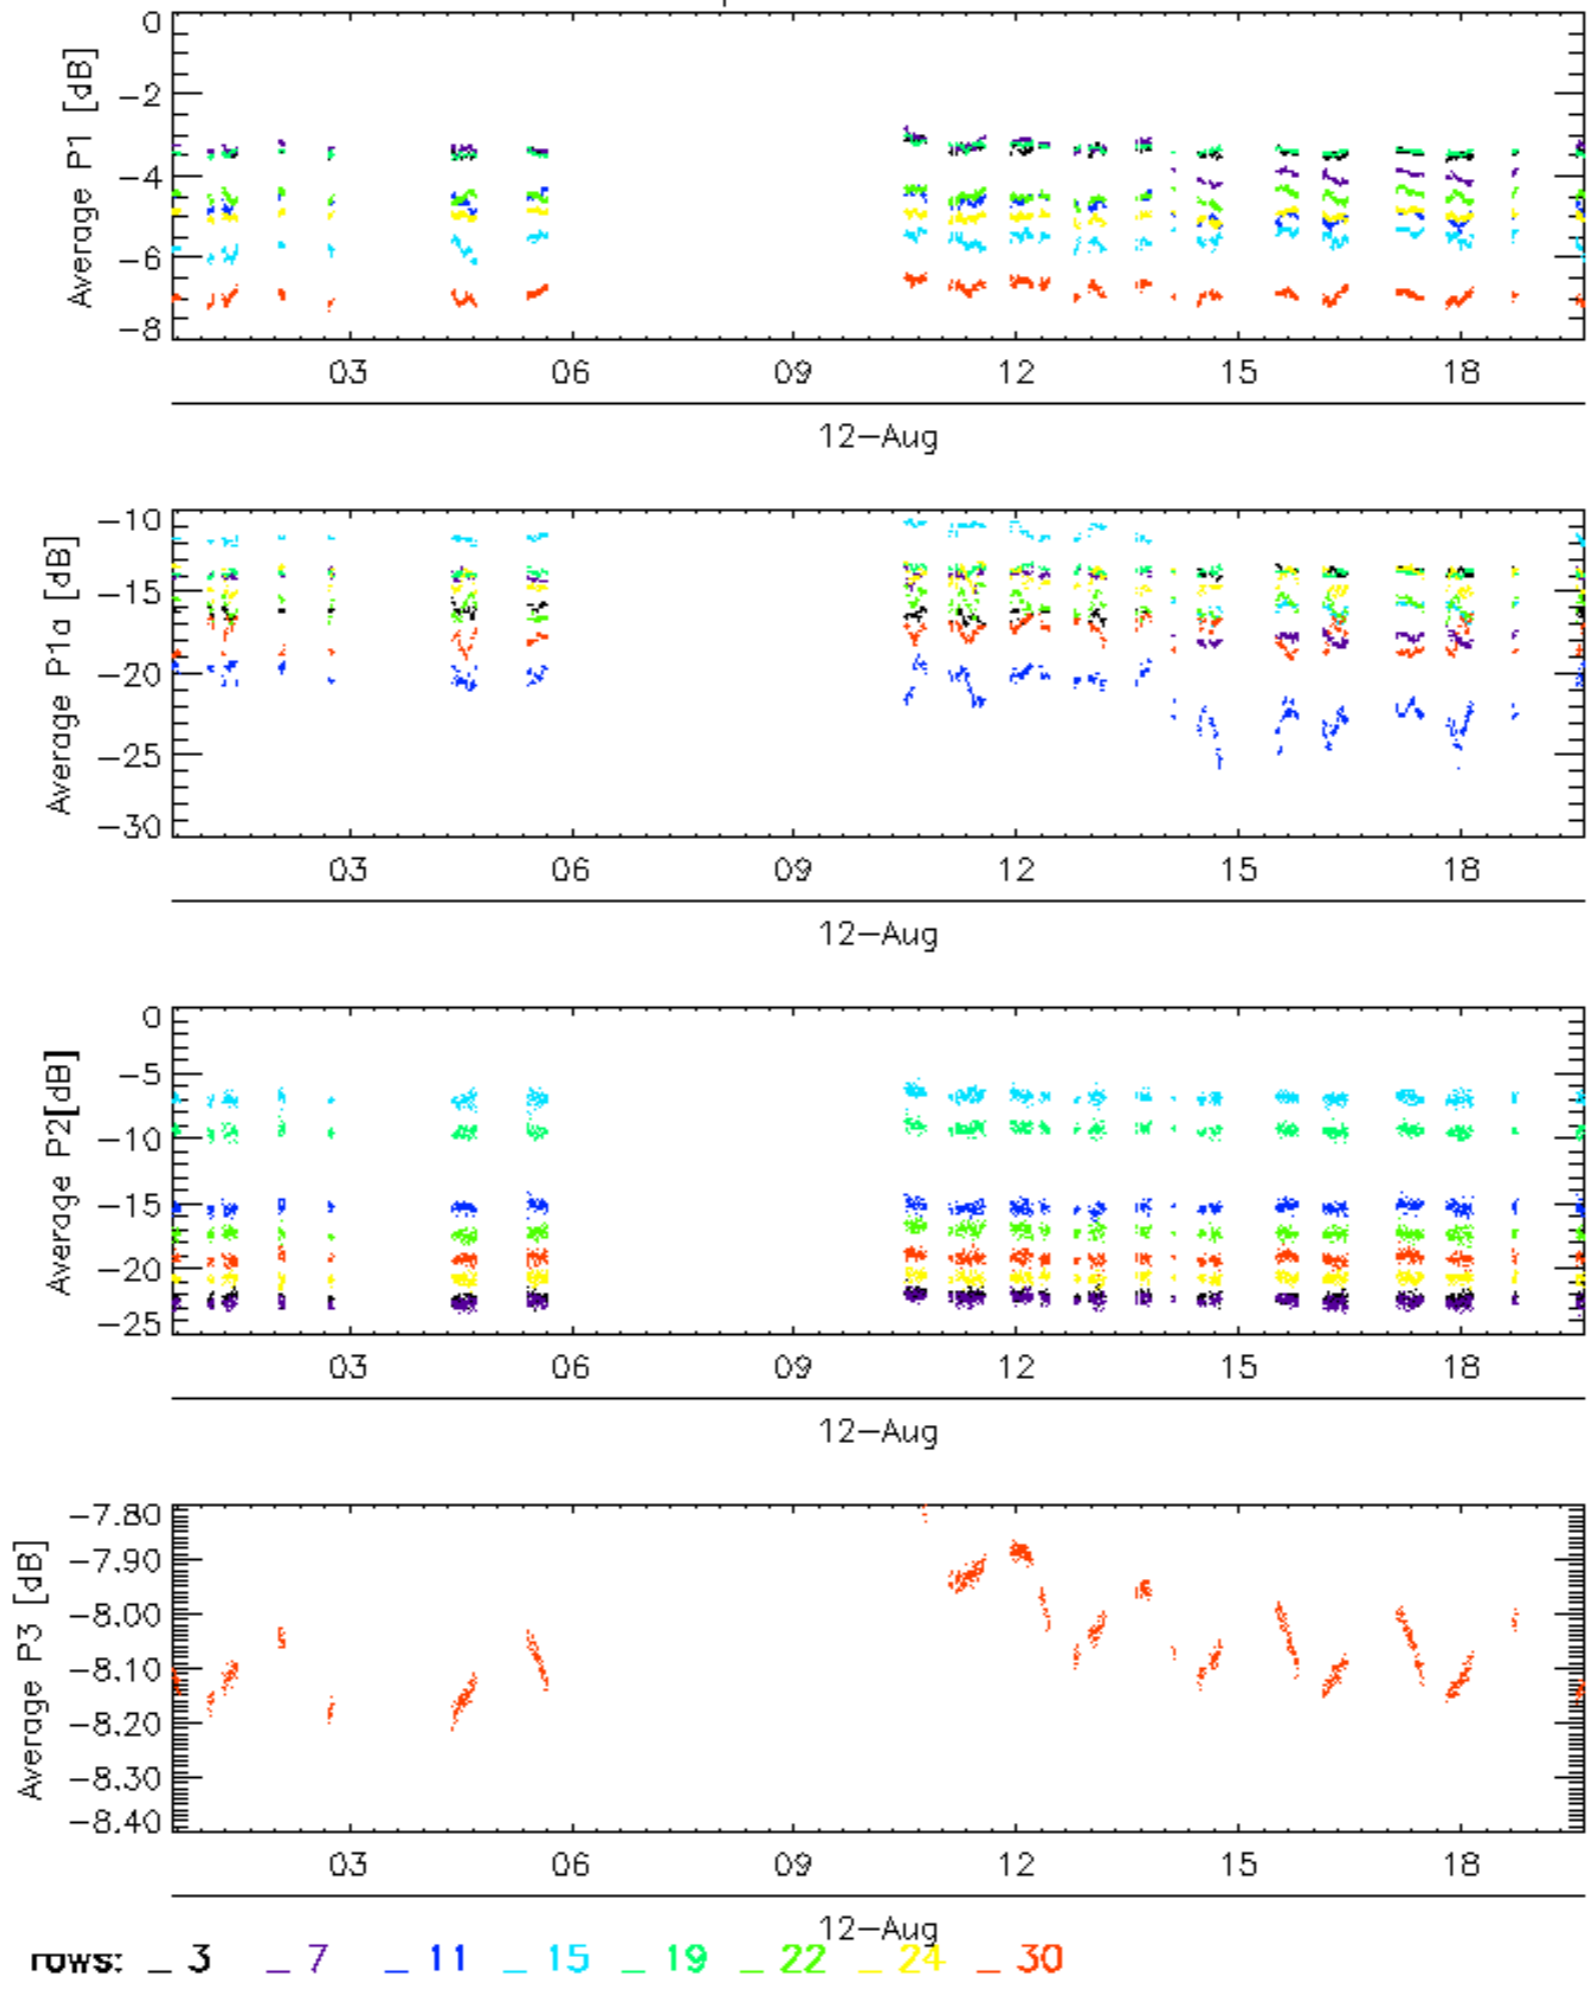 0
-2
-4
-6
-8
Average P1 [dB]
03 06 09 12 15 18
12-Aug
-10
-15
-20
-25
-30
Average P1a [dB]
03 06 09 12 15 18
12-Aug
0
-5
-10
-15
-20
-25
Average P2[dB]
03 06 09 12 15 18
12-Aug
-7.80
-7.90
-8.00
-8.10
-8.20
-8.30
-8.40
Average P3 [dB]
03 06 09 12 15 18
12-Aug
rows: _ 3 _ 7 _ 11 _ 15 _ 19 _ 22 _ 24 _ 30